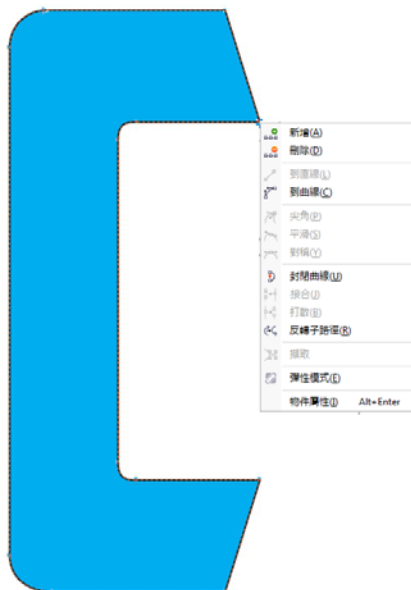 新增(A)
刪除(D)
到直線(L)
到曲線(C)
尖角(P)
平滑(S)
對稱(Y)
封閉曲線(U)
接合(J)
打散(B)
反轉子路徑(R)
擷取
彈性模式(E)
物件屬性(I) Alt+Enter